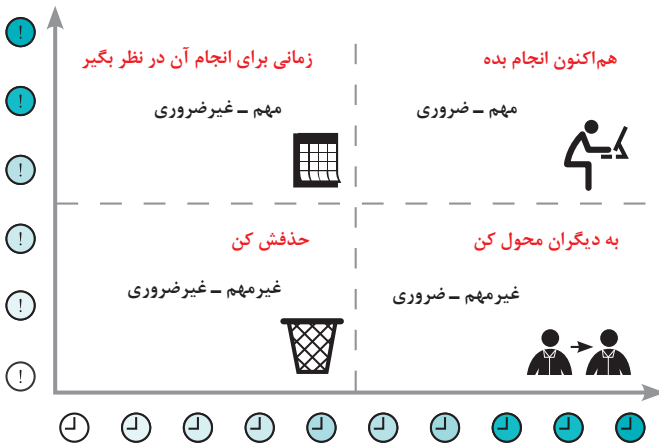 هم‌اکنون انجام بده
مهم ـ ضروری
زمانی برای انجام آن در نظر بگیر
مهم ـ غیرضروری
به دیگران محول کن
غیرمهم ـ ضروری
حذفش کن
غیرمهم ـ غیرضروری
!
!
!
!
!
!